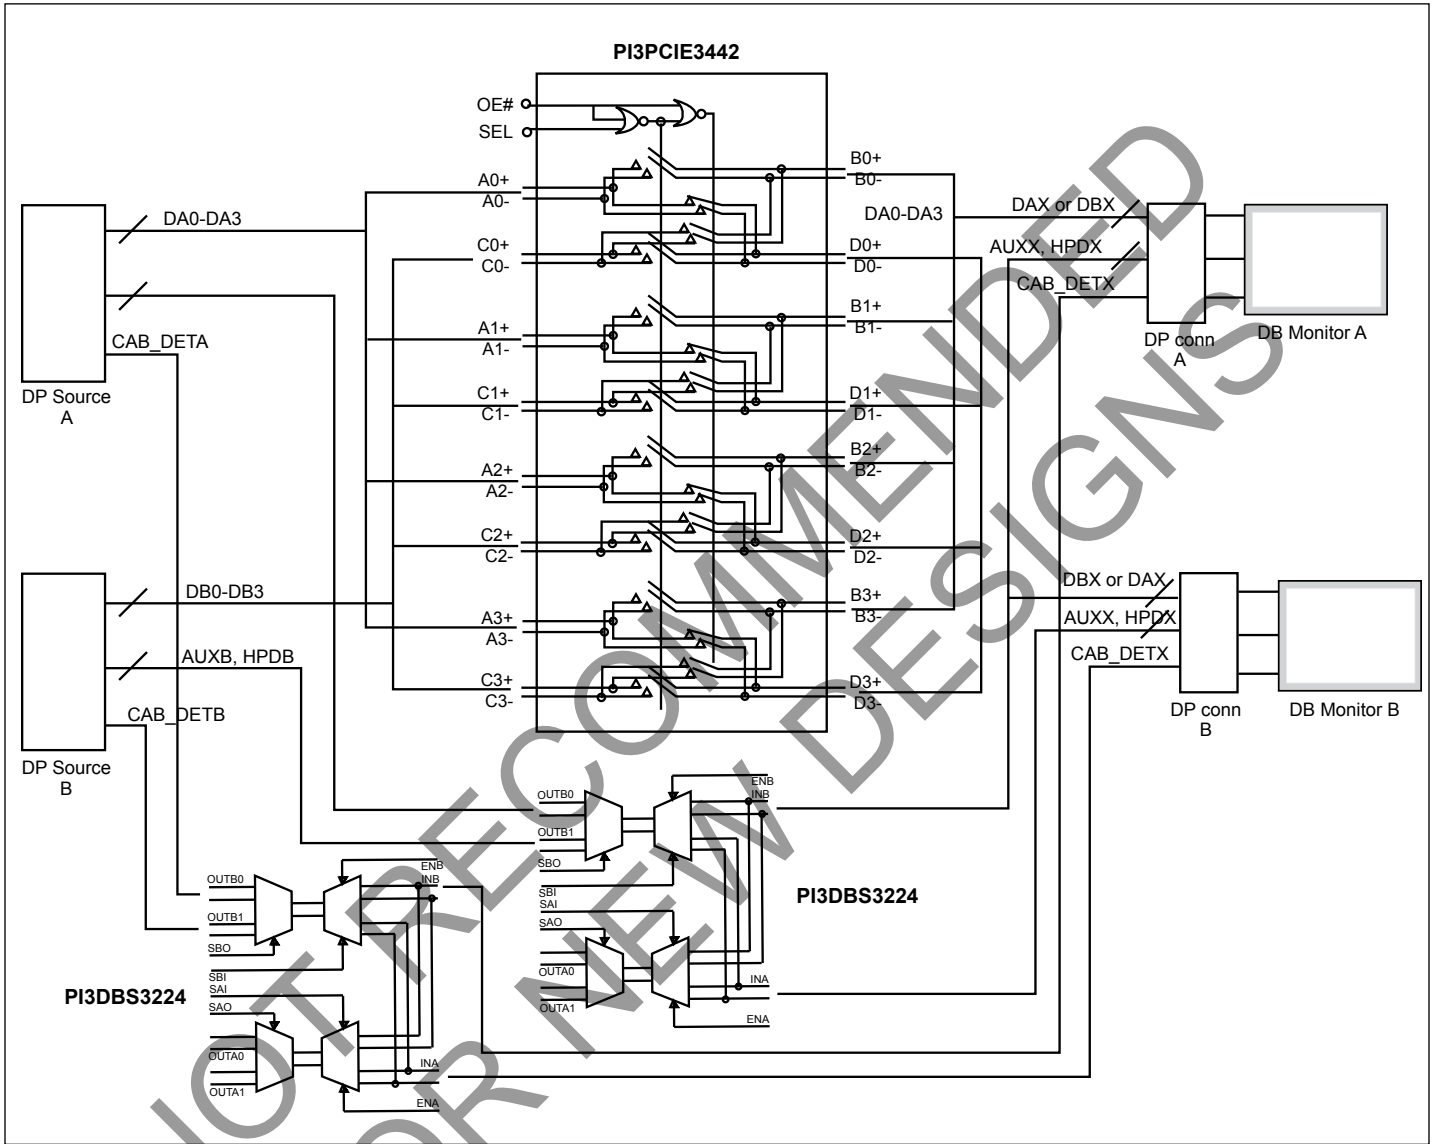 PI3PCIE3442
OE#
SEL
A0+
A0-
C0+
C0-
A1+
A1-
C1+
C1-
A2+
A2-
C2+
C2-
A3+
A3-
C3+
C3-
B0+
B0-
DA0-DA3
D0+
D0-
B1+
B1-
D1+
D1-
B2+
B2-
D2+
D2-
B3+
B3-
D3+
D3-
DA0-DA3
CAB_DETA
DP Source
A
DB0-DB3
AUXB, HPDB
CAB_DETB
DP Source
B
DAX or DBX
AUXX, HPDX
CAB_DETX
DP conn
A
DB Monitor A
DBX or DAX
AUXX, HPDX
CAB_DETX
DP conn
B
DB Monitor B
OUTB0
OUTB1
SBO
SBI
SAI
SAO
OUTA0
OUTA1
ENB
INB
INA
ENA
PI3DBS3224
OUTB0
OUTB1
SBO
SBI
SAI
SAO
OUTA0
OUTA1
ENB
INB
INA
ENA
PI3DBS3224
NOT RECOMMENDED
FOR NEW DESIGNS